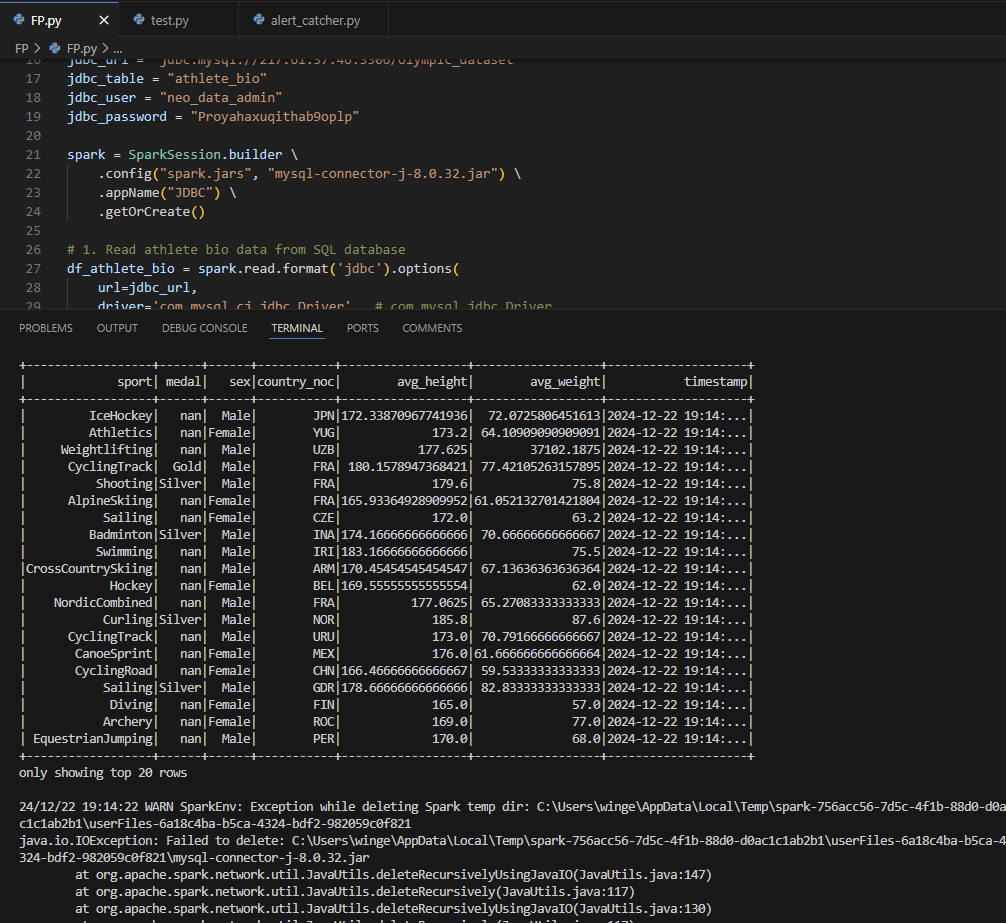 FP.py
test.py
alert_catcher.py
FP > FP.py > ...
16 jdbc_url = "jdbc:mysql://217.61.57.46:3306/olympic_dataset"
17 jdbc_table = "athlete_bio"
18 jdbc_user = "neo_data_admin"
19 jdbc_password = "Proyahaxuqithab9oplp"
20
21 spark = SparkSession.builder \
22 .config("spark.jars", "mysql-connector-j-8.0.32.jar") \
23 .appName("JDBC") \
24 .getOrCreate()
25
26 # 1. Read athlete bio data from SQL database
27 df_athlete_bio = spark.read.format('jdbc').options(
28 url=jdbc_url,
29 driver='com.mysql.cj.jdbc.Driver', # com.mysql.jdbc.Driver
PROBLEMS OUTPUT DEBUG CONSOLE TERMINAL PORTS COMMENTS
+-----------------+------+------+-----------+-----------------+-----------------+-------------------+
| sport| medal| sex|country_noc| avg_height| avg_weight| timestamp|
+-----------------+------+------+-----------+-----------------+-----------------+-------------------+
| IceHockey| nan| Male| JPN|172.33870967741936| 72.0725806451613|2024-12-22 19:14:...|
| Athletics| nan|Female| YUG| 173.2| 64.10909090909091|2024-12-22 19:14:...|
| Weightlifting| nan| Male| UZB| 177.625| 37102.1875|2024-12-22 19:14:...|
| CyclingTrack| Gold| Male| FRA| 180.1578947368421| 77.42105263157895|2024-12-22 19:14:...|
| Shooting|Silver| Male| FRA| 179.6| 75.8|2024-12-22 19:14:...|
| AlpineSkiing| nan|Female| FRA|165.93364928909952|61.052132701421804|2024-12-22 19:14:...|
| Sailing| nan|Female| CZE| 172.0| 63.2|2024-12-22 19:14:...|
| Badminton|Silver| Male| INA|174.16666666666666| 70.66666666666667|2024-12-22 19:14:...|
| Swimming| nan| Male| IRI|183.16666666666666| 75.5|2024-12-22 19:14:...|
|CrossCountrySkiing| nan| Male| ARM|170.45454545454547| 67.13636363636364|2024-12-22 19:14:...|
| Hockey| nan|Female| BEL|169.55555555555554| 62.0|2024-12-22 19:14:...|
| NordicCombined| nan| Male| FRA| 177.0625| 65.27083333333333|2024-12-22 19:14:...|
| Curling|Silver| Male| NOR| 185.8| 87.6|2024-12-22 19:14:...|
| CyclingTrack| nan| Male| URU| 173.0| 70.79166666666667|2024-12-22 19:14:...|
| CanoeSprint| nan|Female| MEX| 176.0|61.666666666666664|2024-12-22 19:14:...|
| CyclingRoad| nan|Female| CHN|166.46666666666667| 59.53333333333333|2024-12-22 19:14:...|
| Sailing|Silver| Male| GDR|178.66666666666666| 82.83333333333333|2024-12-22 19:14:...|
| Diving| nan|Female| FIN| 165.0| 57.0|2024-12-22 19:14:...|
| Archery| nan|Female| ROC| 169.0| 77.0|2024-12-22 19:14:...|
| EquestrianJumping| nan| Male| PER| 170.0| 68.0|2024-12-22 19:14:...|
+-----------------+------+------+-----------+-----------------+-----------------+-------------------+
only showing top 20 rows
24/12/22 19:14:22 WARN SparkEnv: Exception while deleting Spark temp dir: C:\Users\winge\AppData\Local\Temp\spark-756acc56-7d5c-4f1b-88d0-d0a
c1c1ab2b1\userFiles-6a18c4ba-b5ca-4324-bdf2-982059c0f821
java.io.IOException: Failed to delete: C:\Users\winge\AppData\Local\Temp\spark-756acc56-7d5c-4f1b-88d0-d0ac1c1ab2b1\userFiles-6a18c4ba-b5ca-4
324-bdf2-982059c0f821\mysql-connector-j-8.0.32.jar
at org.apache.spark.network.util.JavaUtils.deleteRecursivelyUsingJavaIO(JavaUtils.java:147)
at org.apache.spark.network.util.JavaUtils.deleteRecursively(JavaUtils.java:117)
at org.apache.spark.network.util.JavaUtils.deleteRecursivelyUsingJavaIO(JavaUtils.java:130)